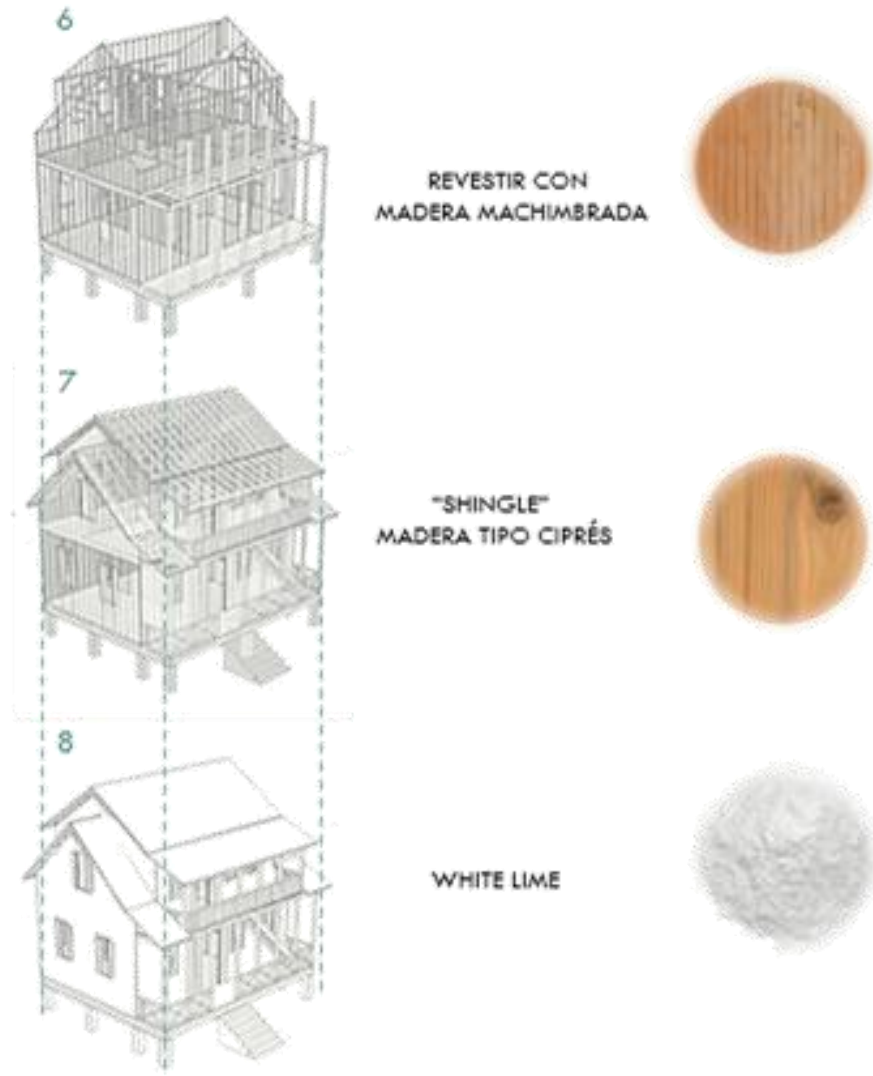 6
REVESTIR CON
MADERA MACHIMBRADA
7
"SHINGLE"
MADERA TIPO CIPRÉS
8
WHITE LIME